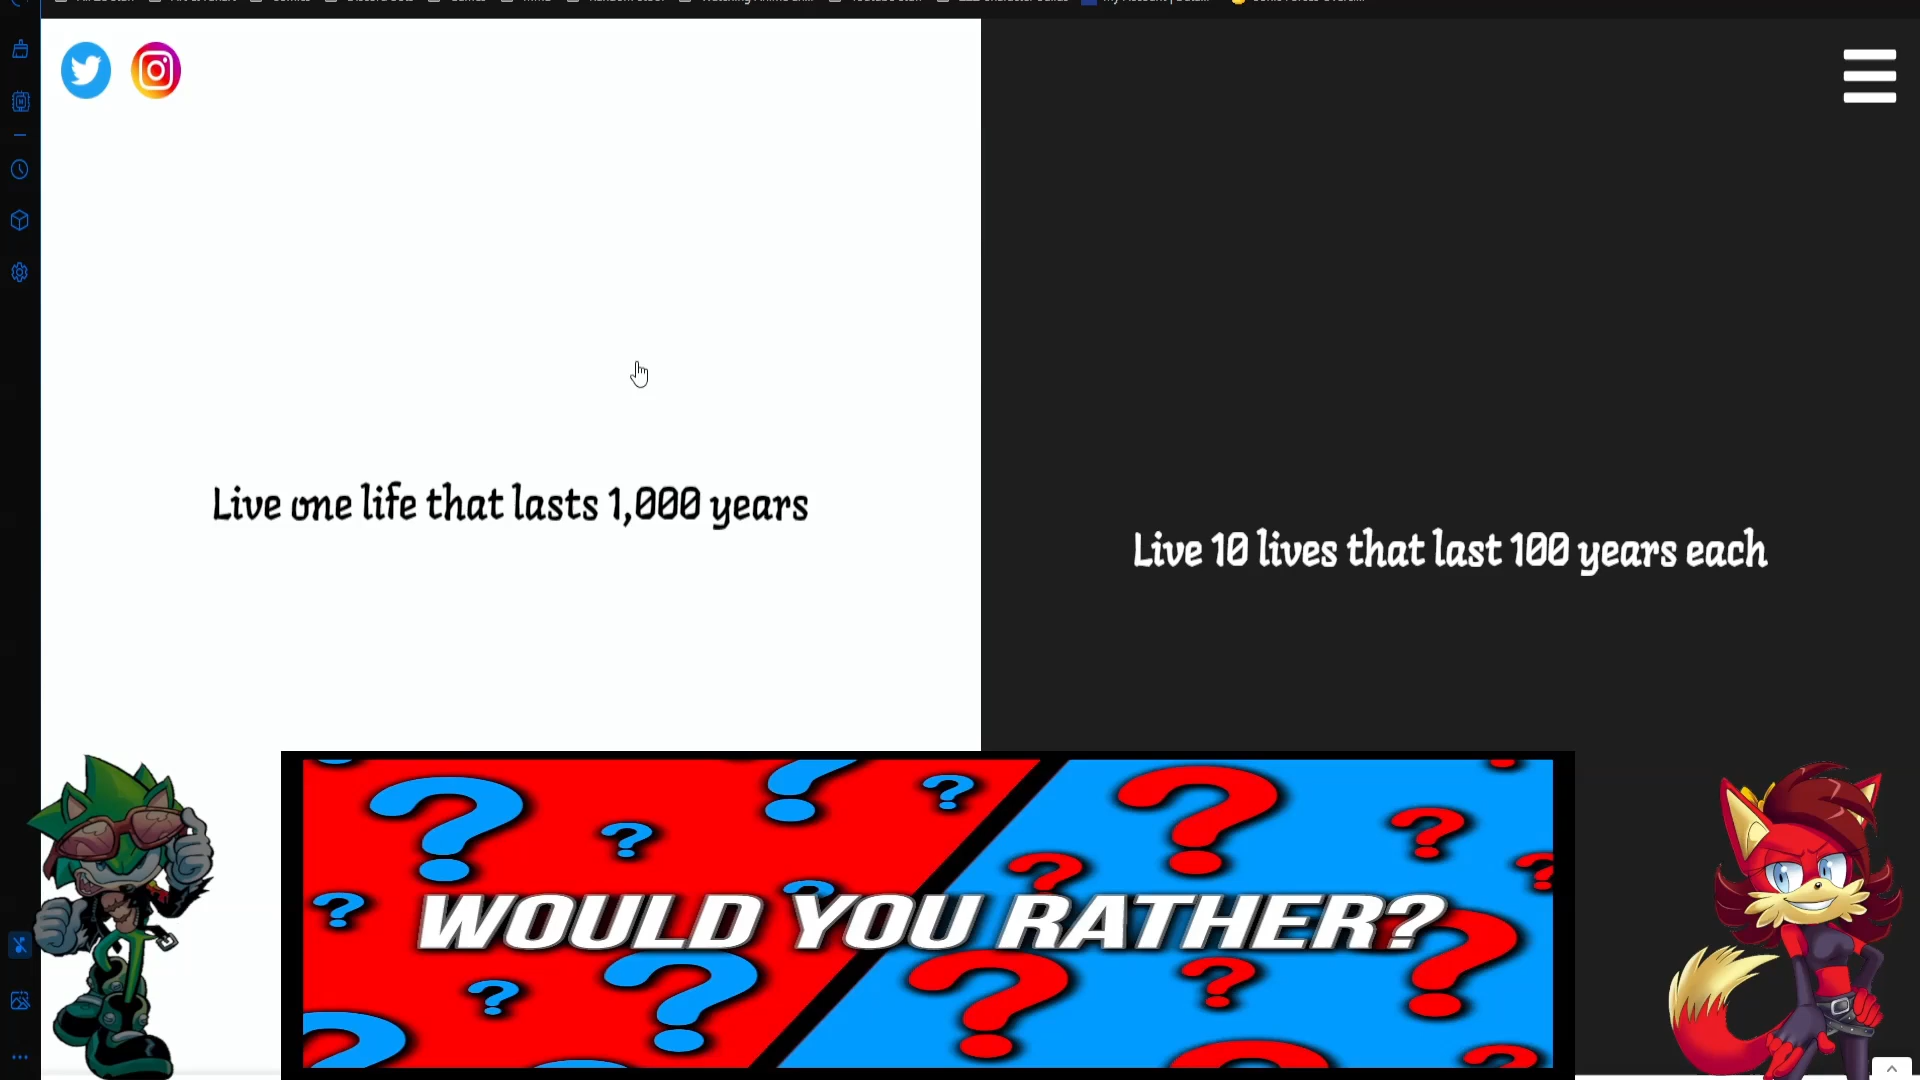 Live one life that lasts 1,000 years
Live 10 lives that last 100 years each
WOULD YOU RATHER?